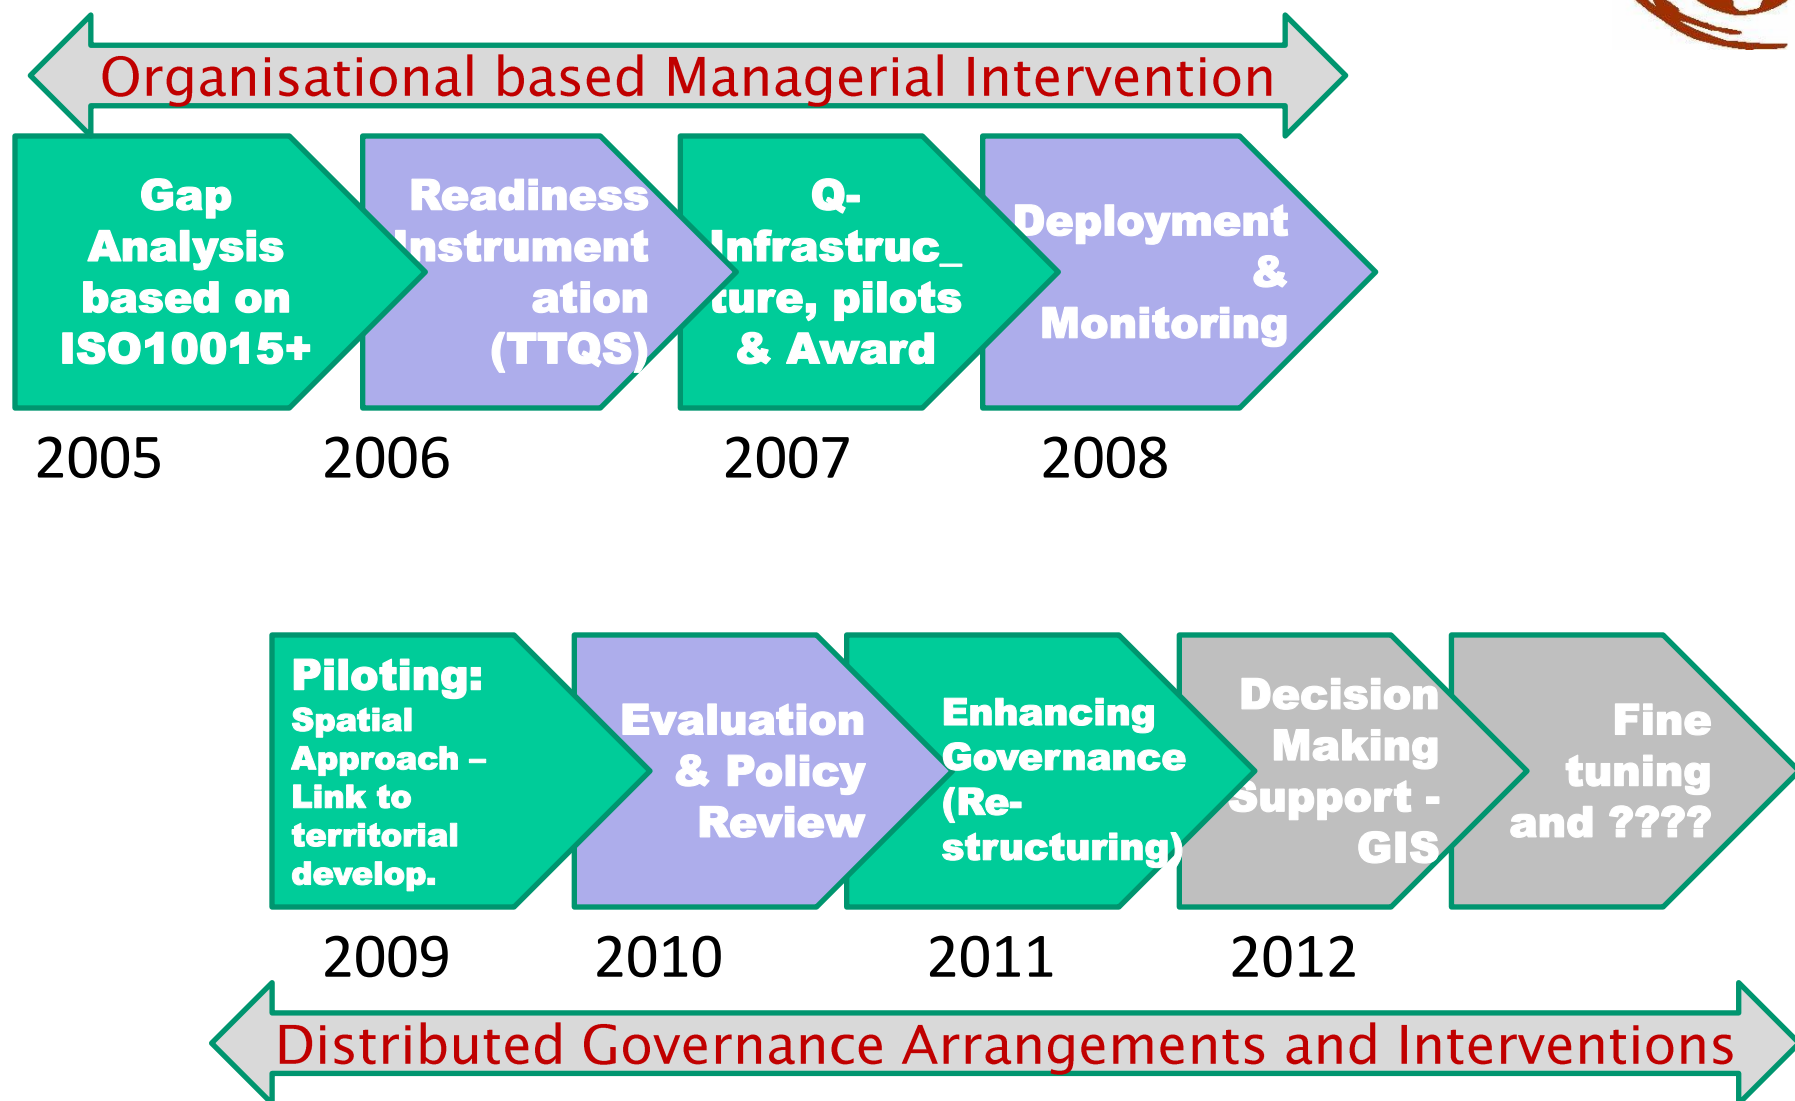 Organisational based Managerial Intervention
Gap
Analysis
based on
ISO10015+
Readiness
Instrument
ation
(TTQS)
Q-
Infrastruc_
ture, pilots
& Award
Deployment
&
Monitoring
2005
2006
2007
2008
Piloting:
Spatial
Approach –
Link to
territorial
develop.
Evaluation
& Policy
Review
Enhancing
Governance
(Re-
structuring)
Decision
Making
Support -
GIS
Fine
tuning
and ????
2009
2010
2011
2012
Distributed Governance Arrangements and Interventions